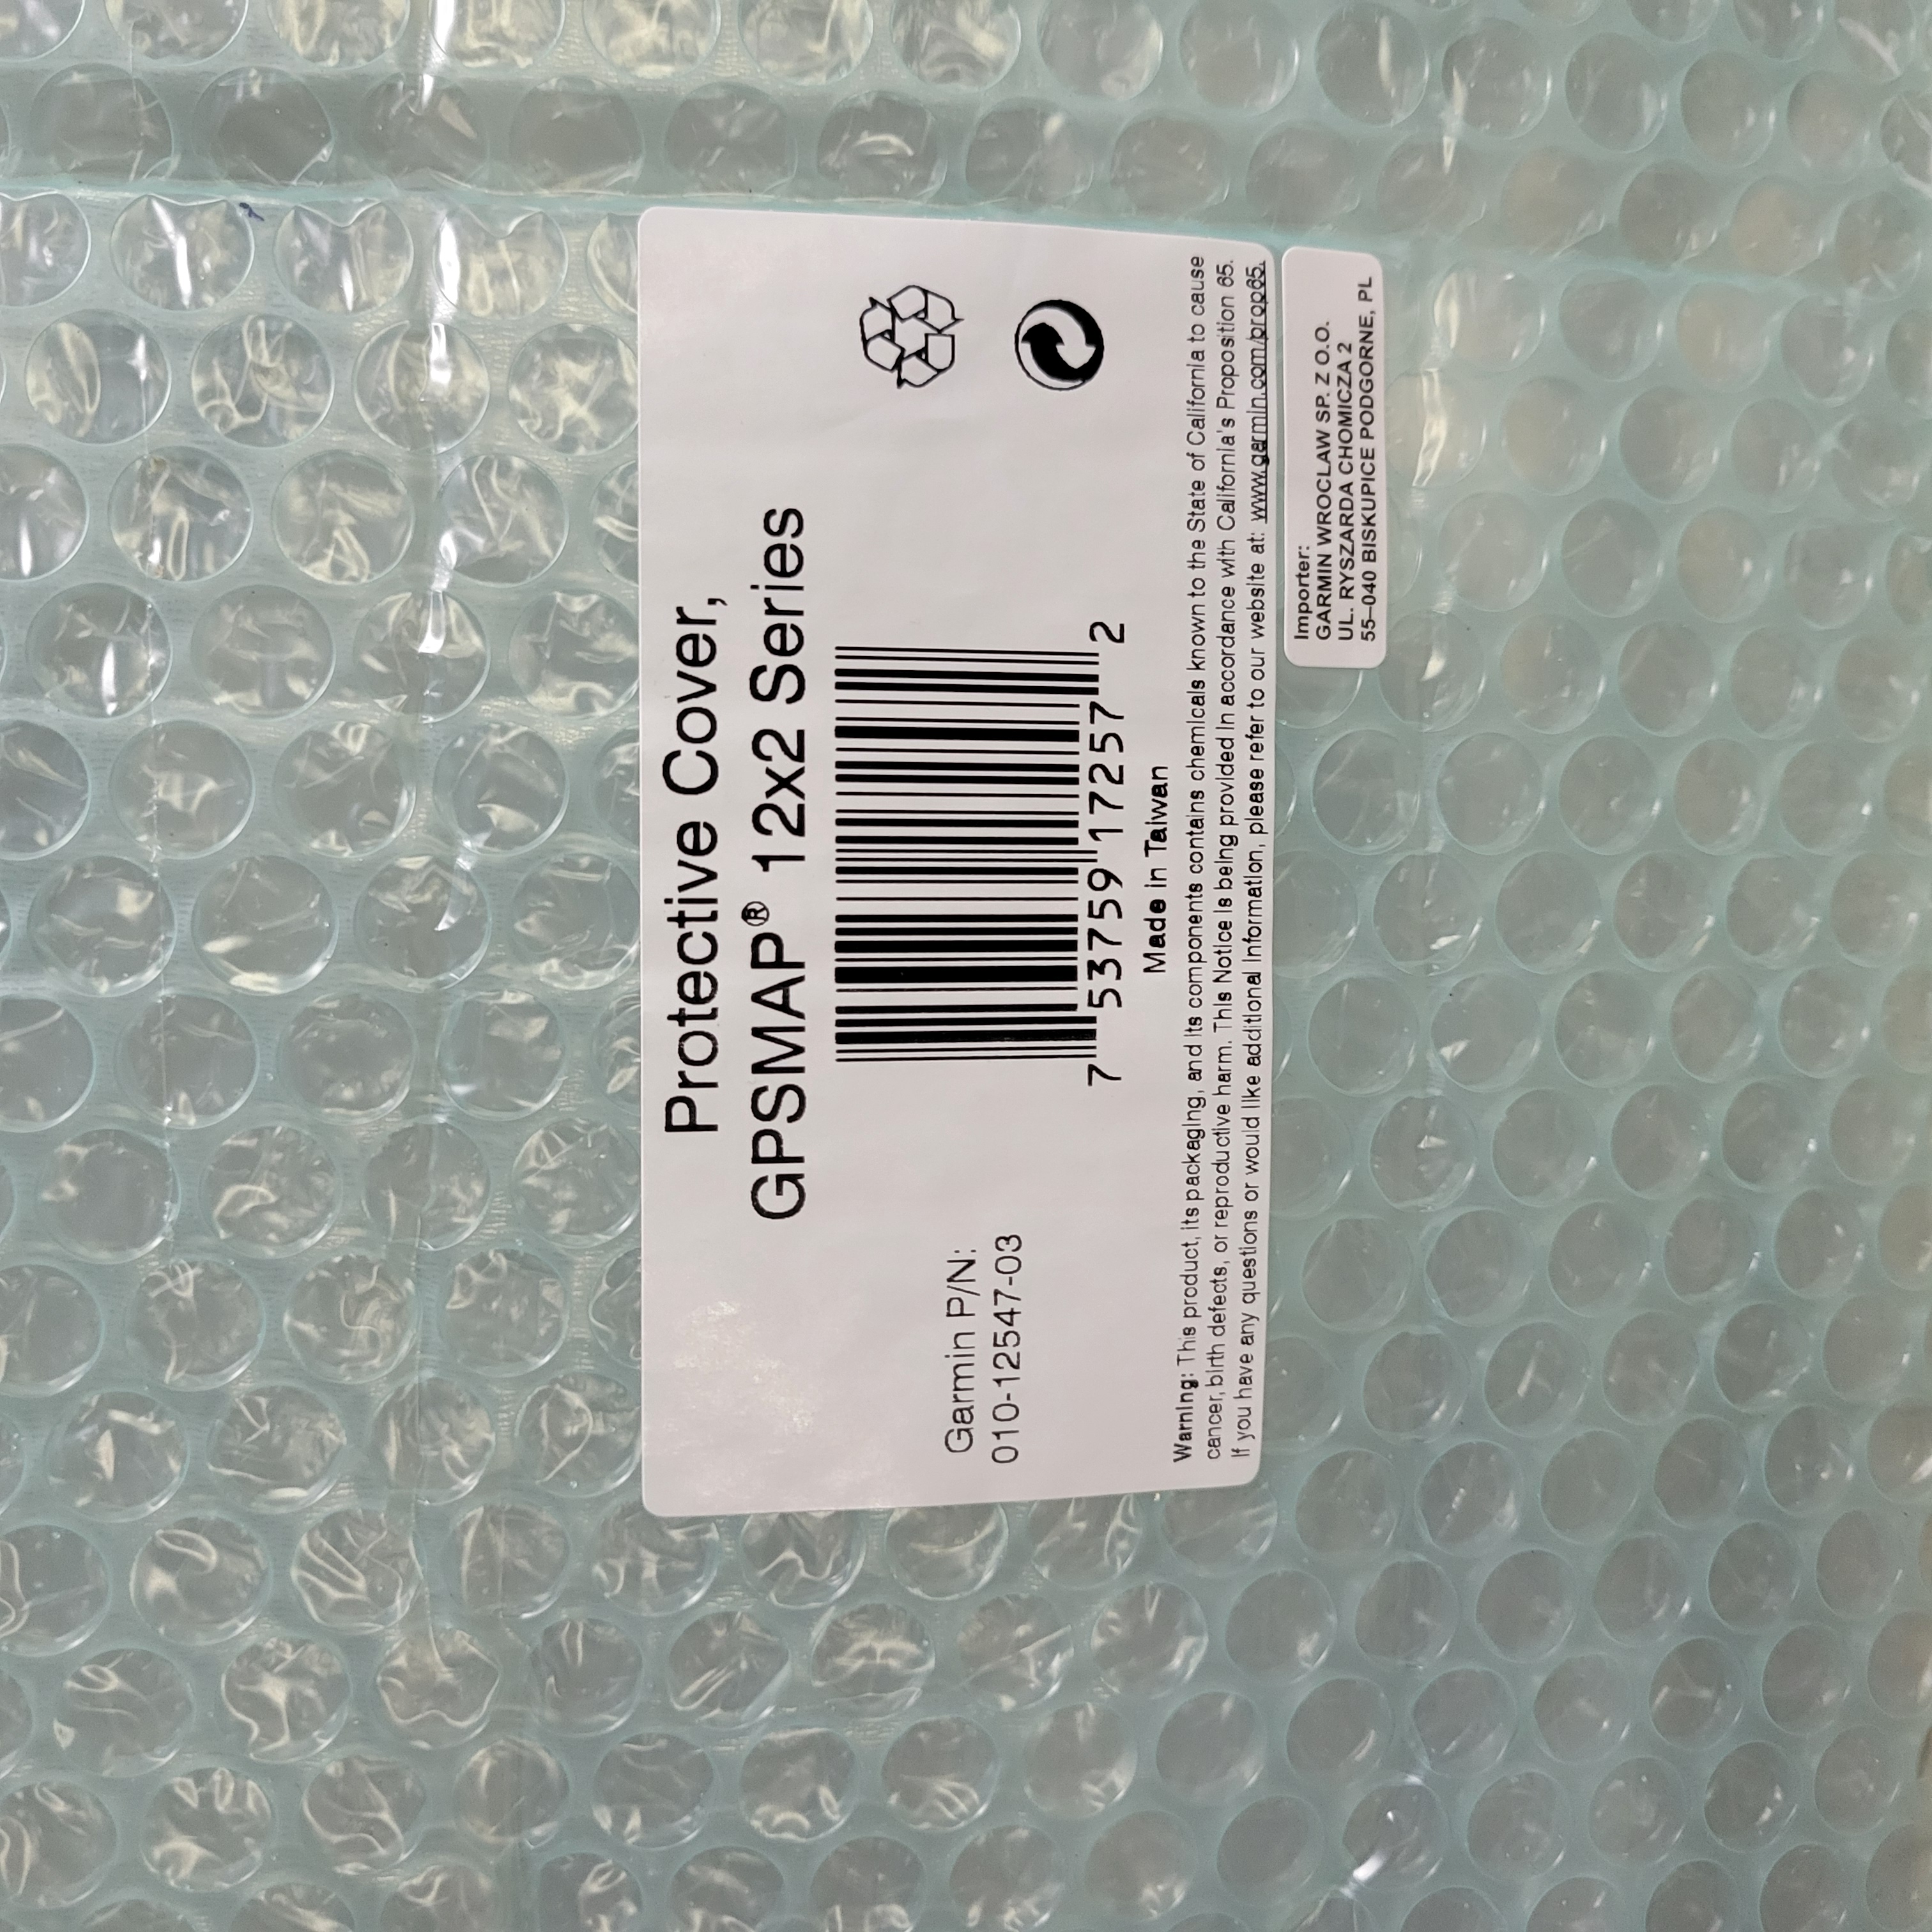 Protective Cover,
GPSMAP® 12x2 Series
Garmin P/N:
010-12547-03
7 53759 17257 2
Made in Taiwan
Warning: This product, its packaging, and its components contains chemicals known to the State of California to cause
cancer, birth defects, or reproductive harm. This Notice is being provided in accordance with California's Proposition 65.
If you have any questions or would like additional information, please refer to our website at: www.garmin.com/prop65.
Importer:
GARMIN WROCLAW SP. Z O.O.
UL. RYSZARDA CHOMICZA 2
55–040 BISKUPICE PODGORNE, PL